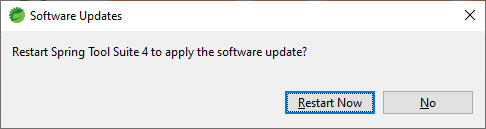 Software Updates
Restart Spring Tool Suite 4 to apply the software update?
Restart Now No